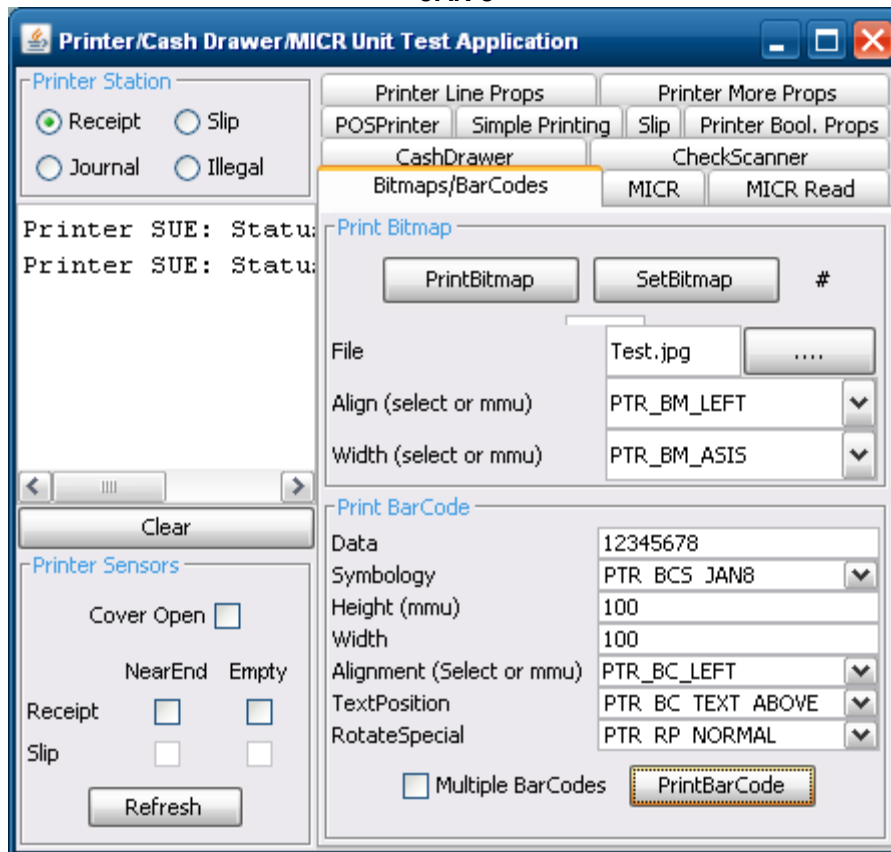 Printer/Cash Drawer/MICR Unit Test Application
Printer Station
Receipt Slip
Journal Illegal
Printer SUE: Statu
Printer SUE: Statu
Clear
Printer Sensors
Cover Open
NearEnd Empty
Receipt
Slip
Refresh
Printer Line Props Printer More Props
POSPrinter Simple Printing Slip Printer Bool. Props
CashDrawer CheckScanner
Bitmaps/BarCodes MICR MICR Read
Print Bitmap
PrintBitmap SetBitmap #
File Test.jpg ....
Align (select or mmu) PTR_BM_LEFT
Width (select or mmu) PTR_BM_ASIS
Print BarCode
Data 12345678
Symbology PTR_BCS_JAN8
Height (mmu) 100
Width 100
Alignment (Select or mmu) PTR_BC_LEFT
TextPosition PTR_BC_TEXT_ABOVE
RotateSpecial PTR_RP_NORMAL
Multiple BarCodes PrintBarCode